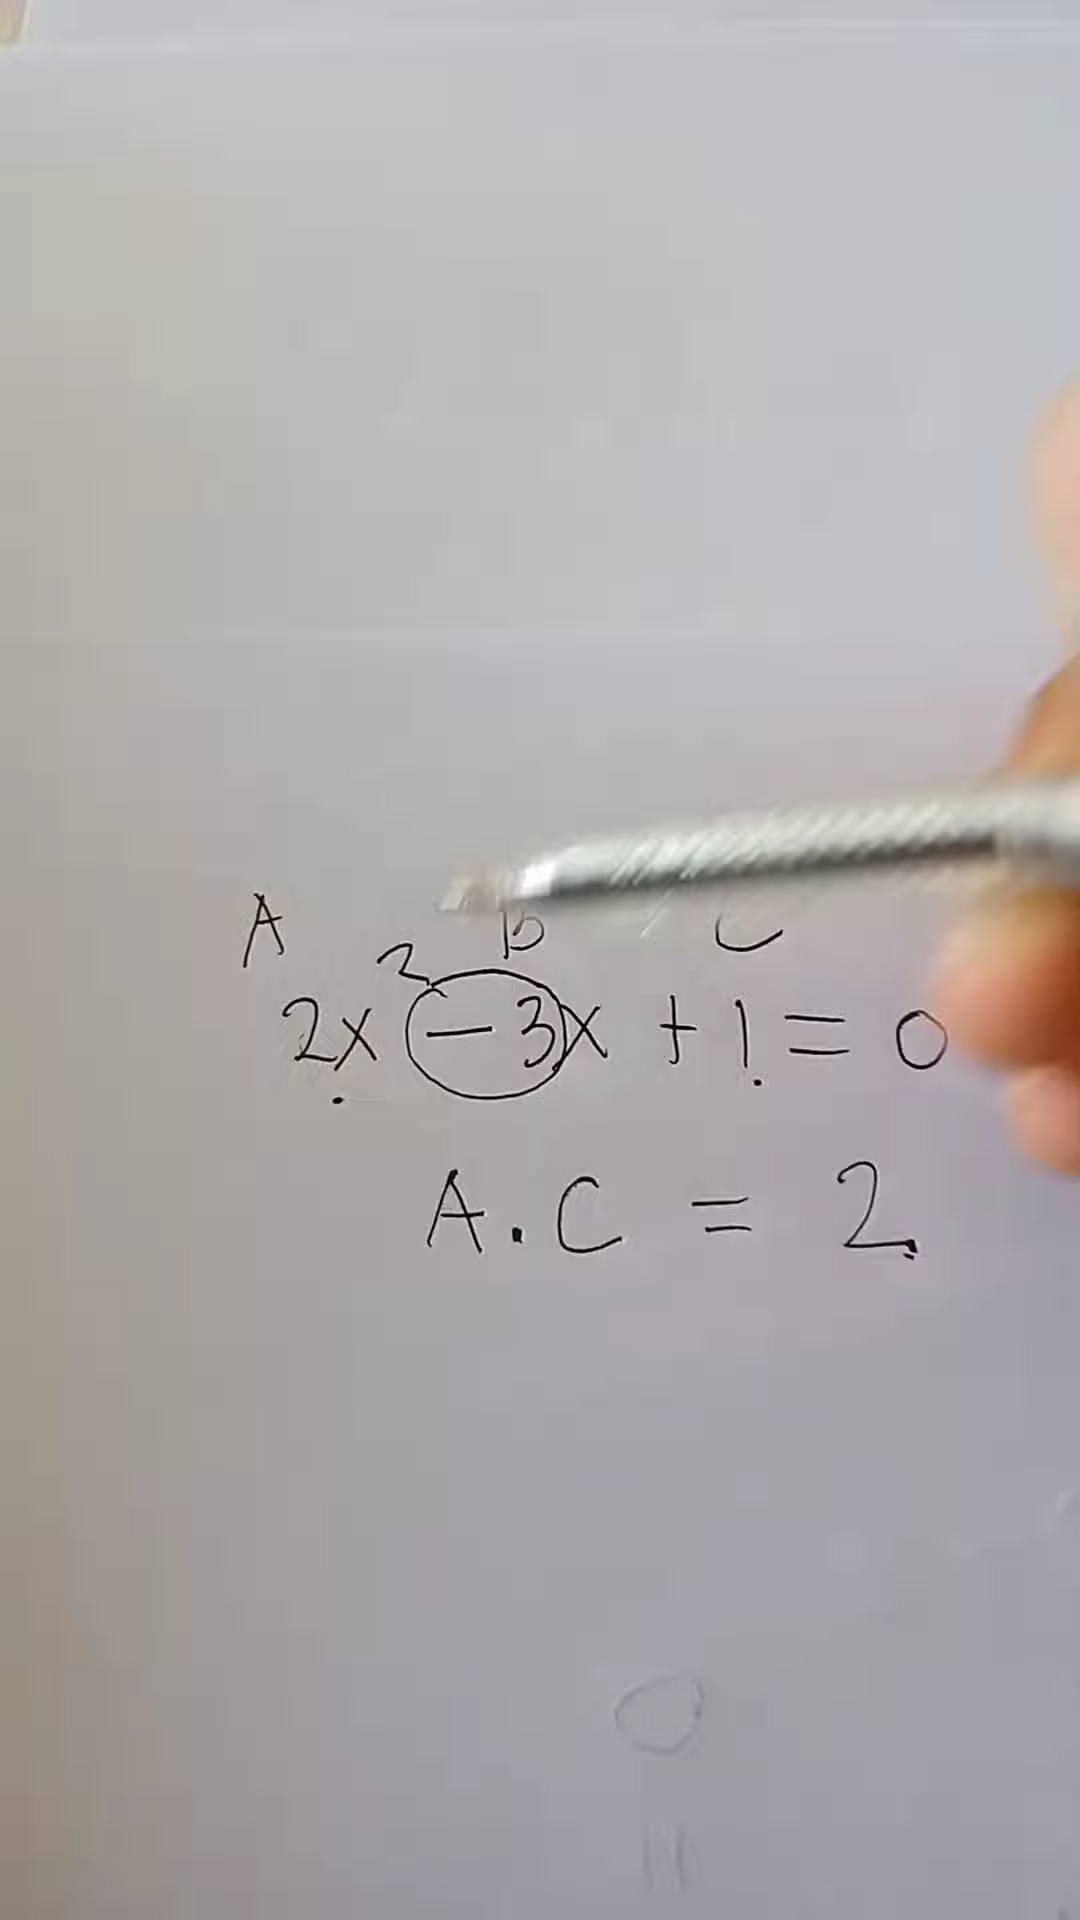 A B C
2x² - 3x + 1 = 0
A . C = 2